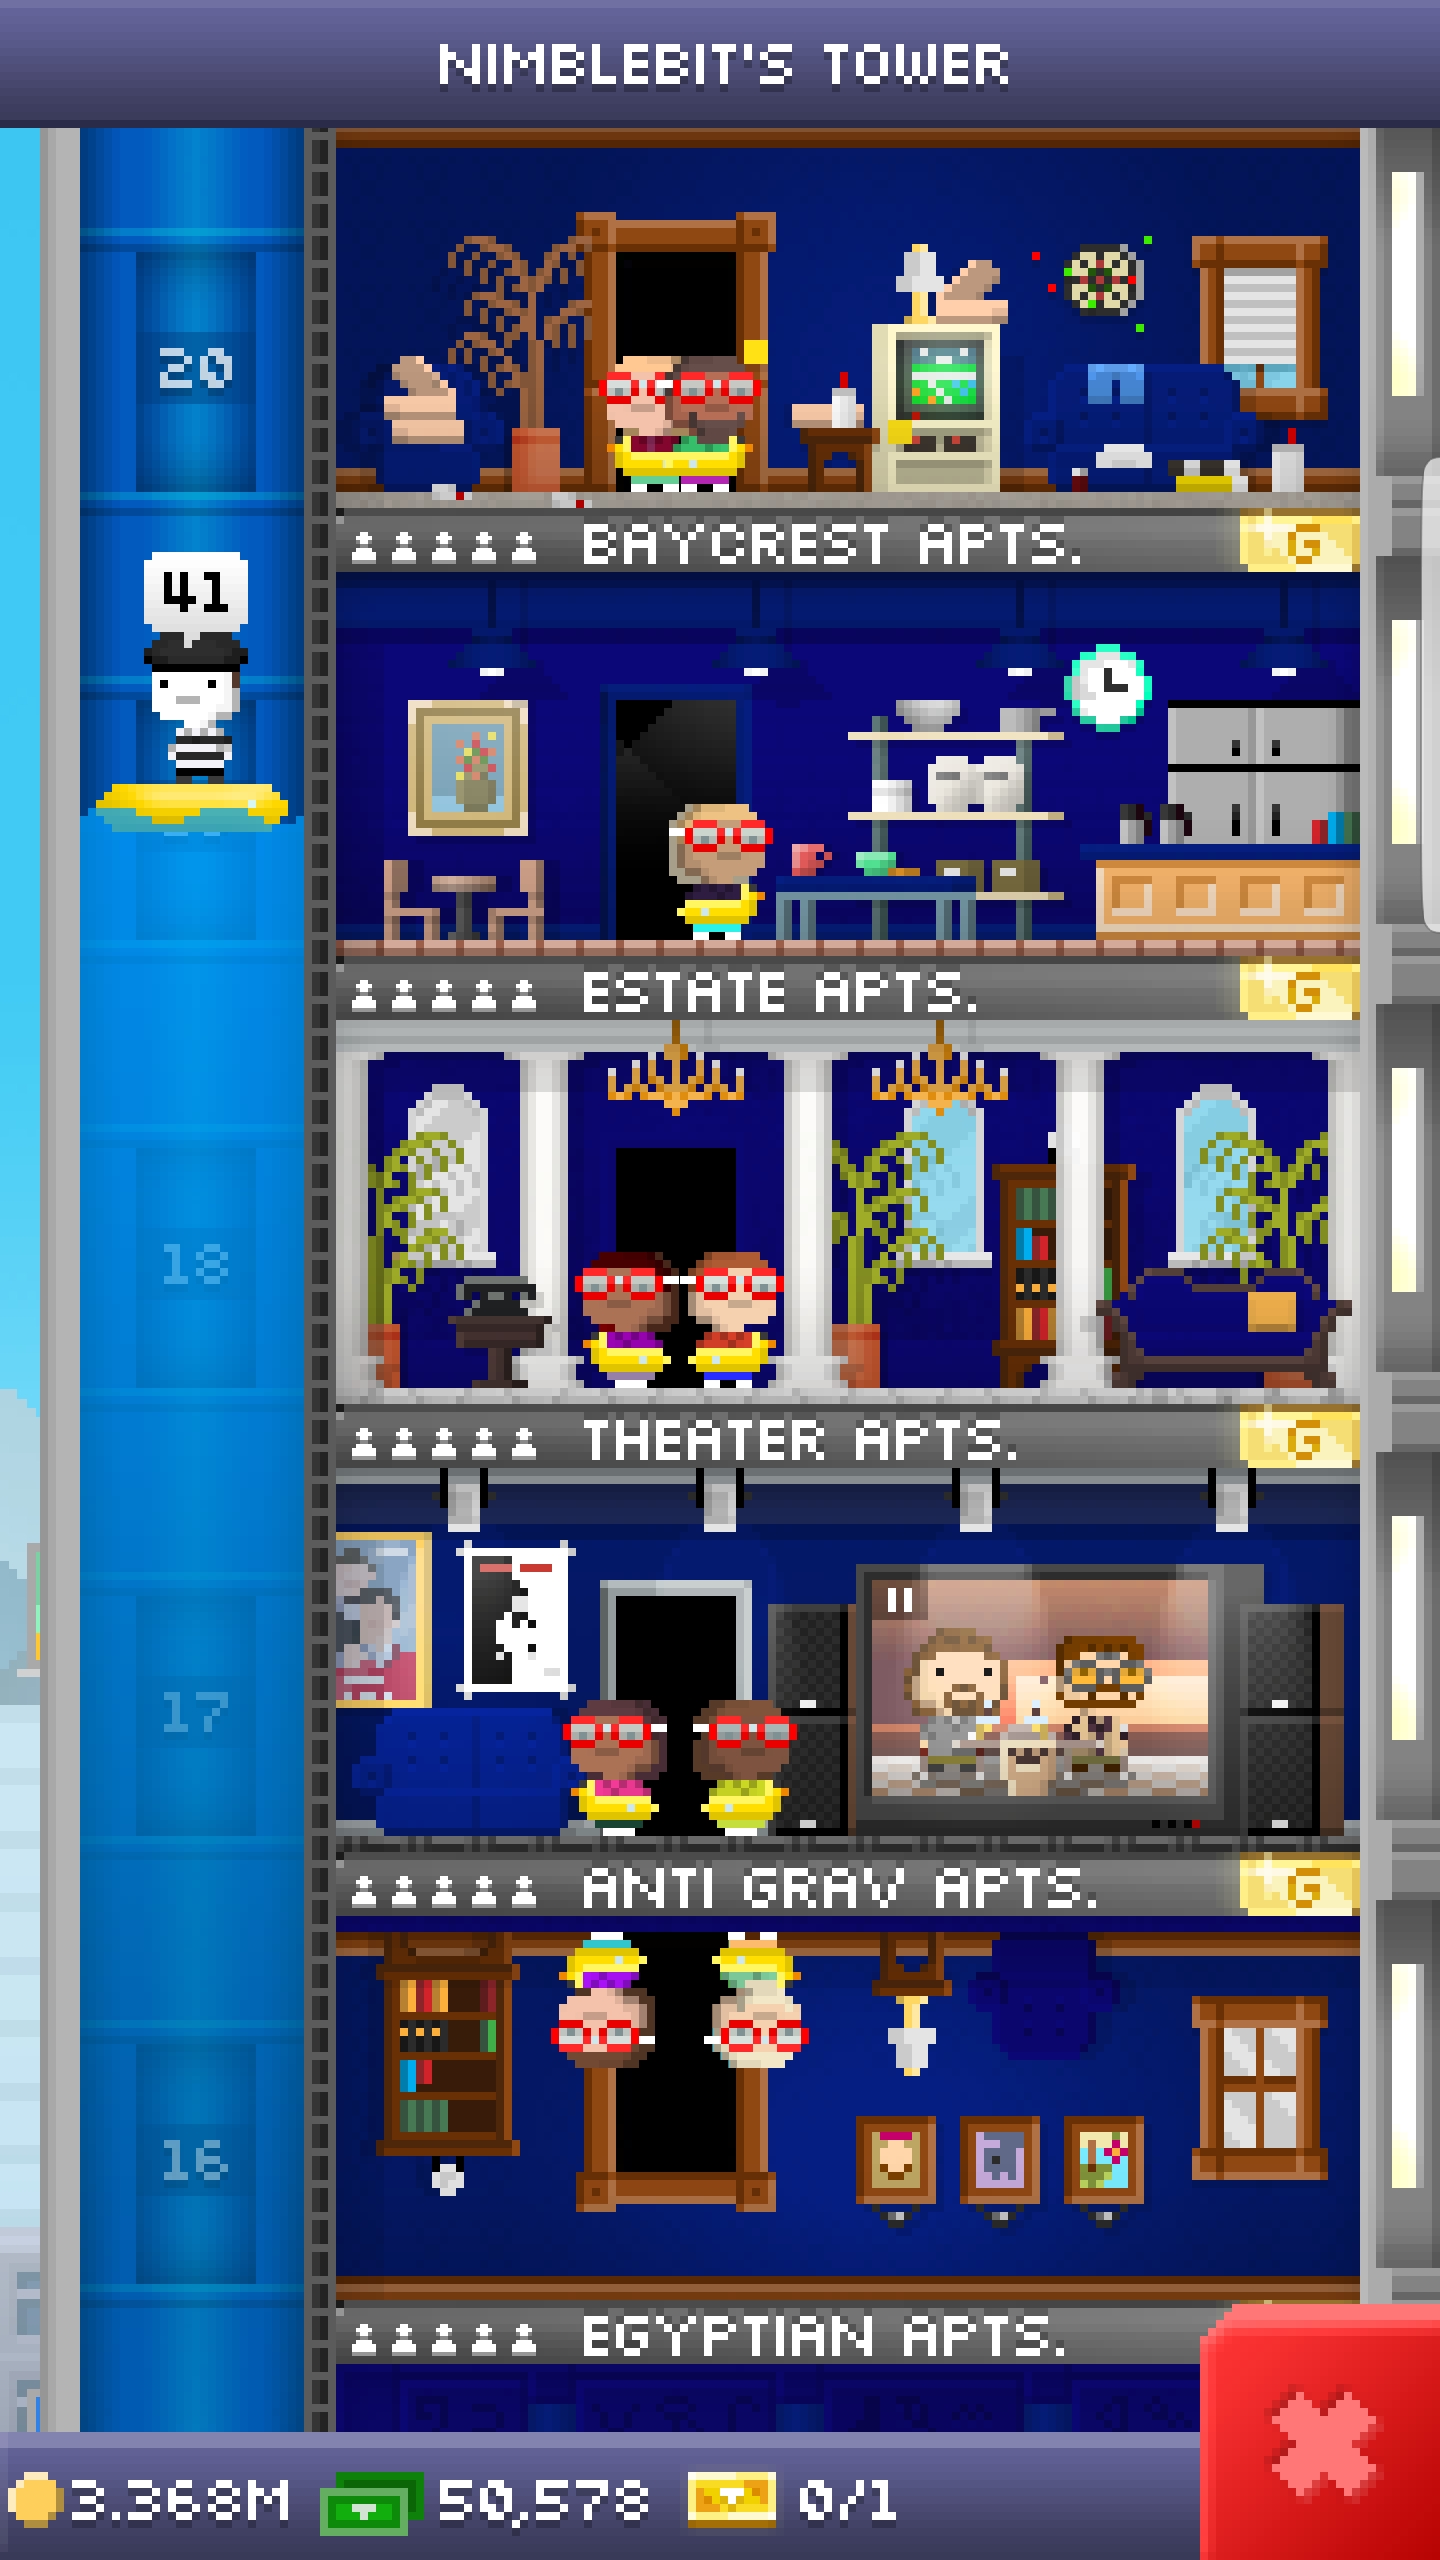 NIMBLEBIT'S TOWER
20
BAYCREST APTS.
G
41
ESTATE APTS.
G
18
THEATER APTS.
G
17
ANTI GRAV APTS.
G
16
EGYPTIAN APTS.
3.368M
50,578
0/1